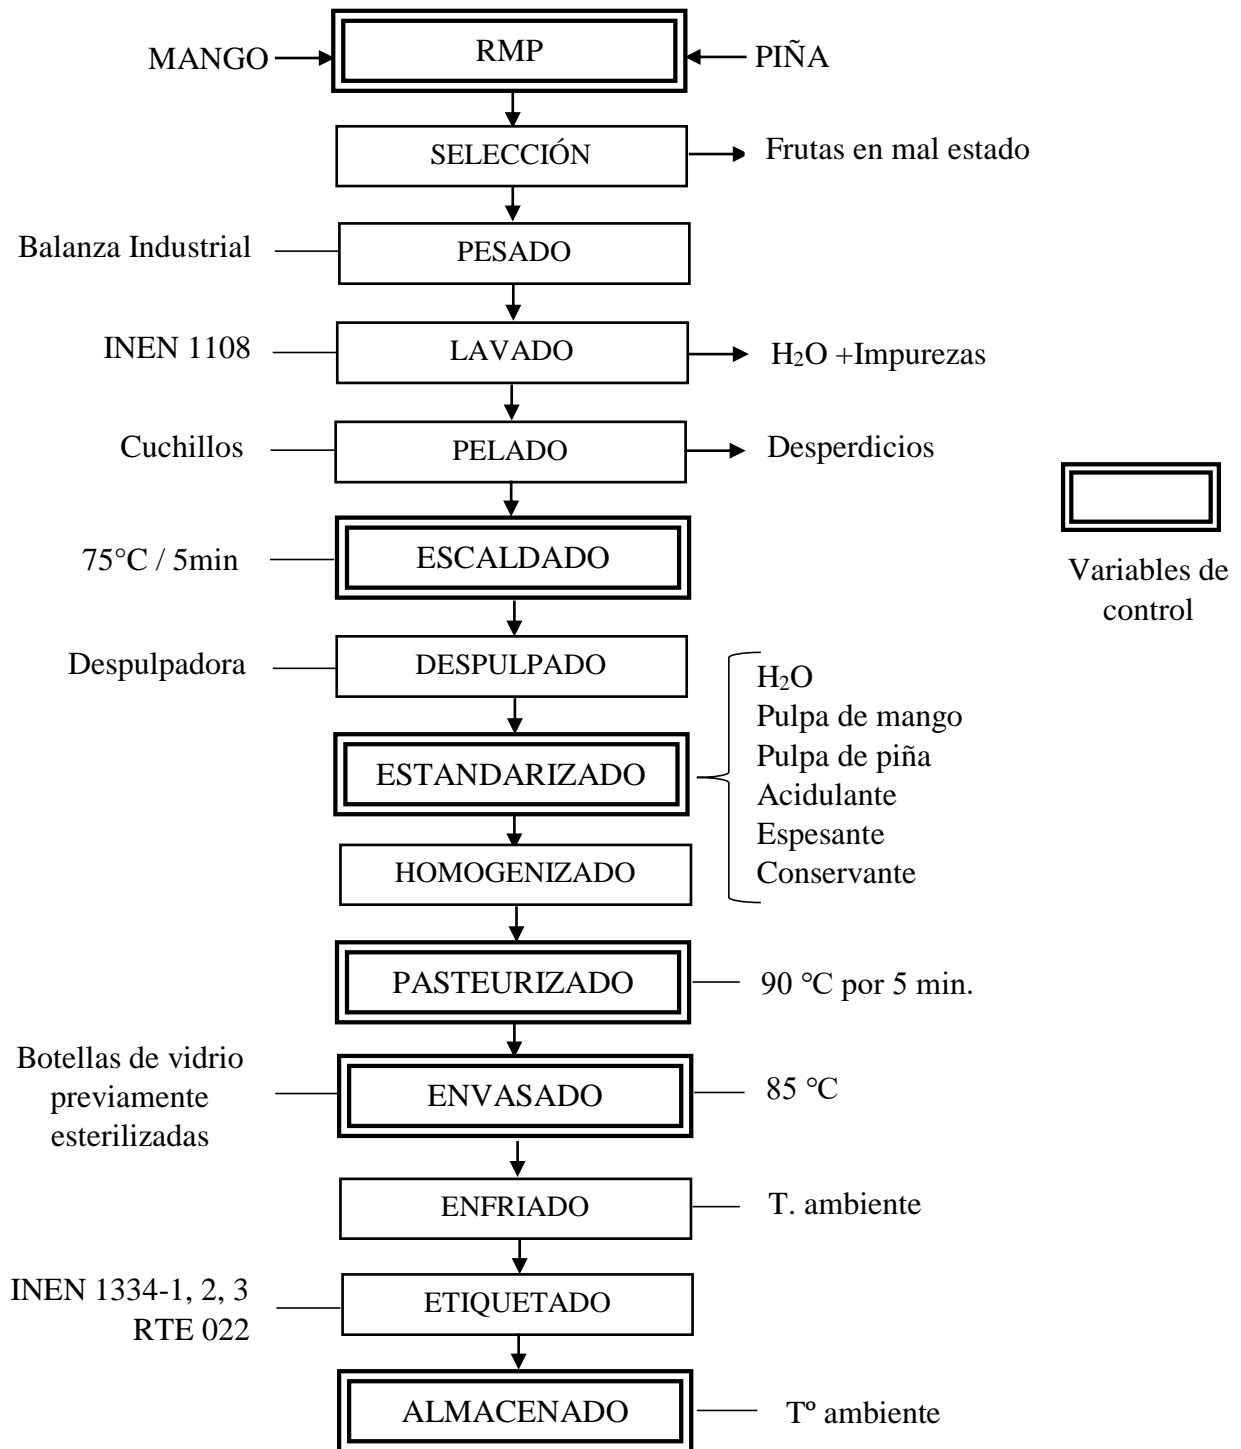 MANGO
RMP
PIÑA
SELECCIÓN
Frutas en mal estado
Balanza Industrial
PESADO
INEN 1108
LAVADO
H₂O +Impurezas
Cuchillos
PELADO
Desperdicios
75°C / 5min
ESCALDADO
Variables de
control
Despulpadora
DESPULPADO
ESTANDARIZADO
H₂O
Pulpa de mango
Pulpa de piña
Acidulante
Espesante
Conservante
HOMOGENIZADO
PASTEURIZADO
90 °C por 5 min.
Botellas de vidrio
previamente
esterilizadas
ENVASADO
85 °C
ENFRIADO
T. ambiente
INEN 1334-1, 2, 3
RTE 022
ETIQUETADO
ALMACENADO
Tº ambiente